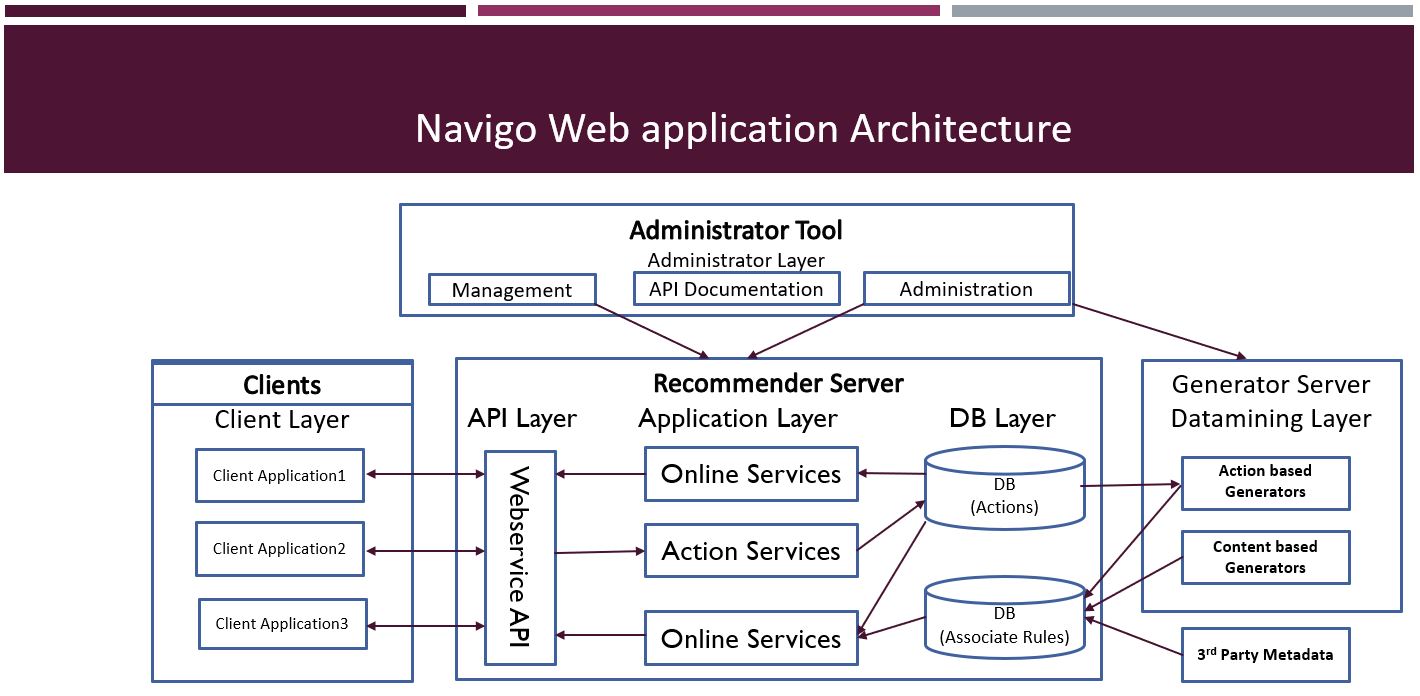 Navigo Web application Architecture
Administrator Tool
Administrator Layer
Management
API Documentation
Administration
Clients
Client Layer
Client Application1
Client Application2
Client Application3
Recommender Server
API Layer
Application Layer
DB Layer
Webservice API
Online Services
Action Services
Online Services
DB
(Actions)
DB
(Associate Rules)
Generator Server
Datamining Layer
Action based
Generators
Content based
Generators
3rd Party Metadata